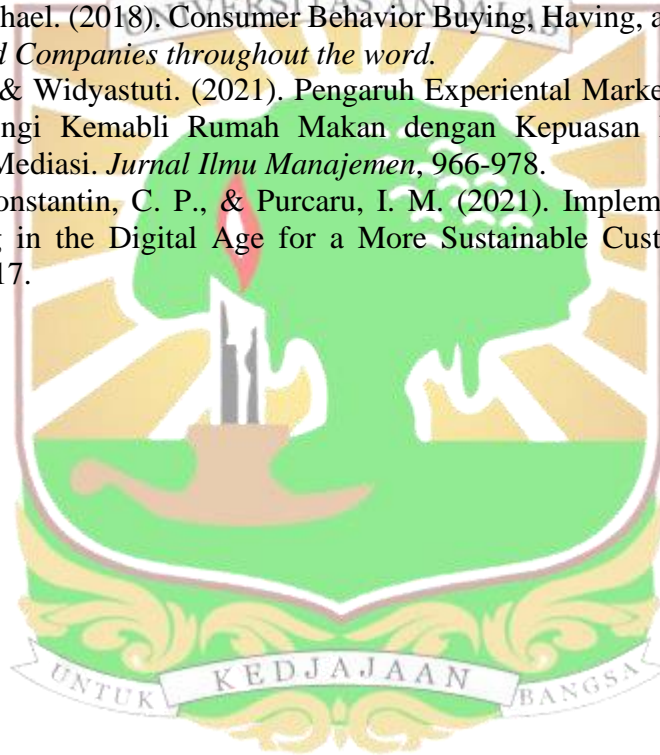 hael. (2018). Consumer Behavior Buying, Having, a
UNIVERSITAS ANDALAS
d Companies throughout the word.
& Widyastuti. (2021). Pengaruh Experiental Marke
ngi Kemabli Rumah Makan dengan Kepuasan
Mediasi. Jurnal Ilmu Manajemen, 966-978.
onstantin, C. P., & Purcaru, I. M. (2021). Implem
g in the Digital Age for a More Sustainable Cust
17.
UNTUK KEDJAJAAN BANGSA